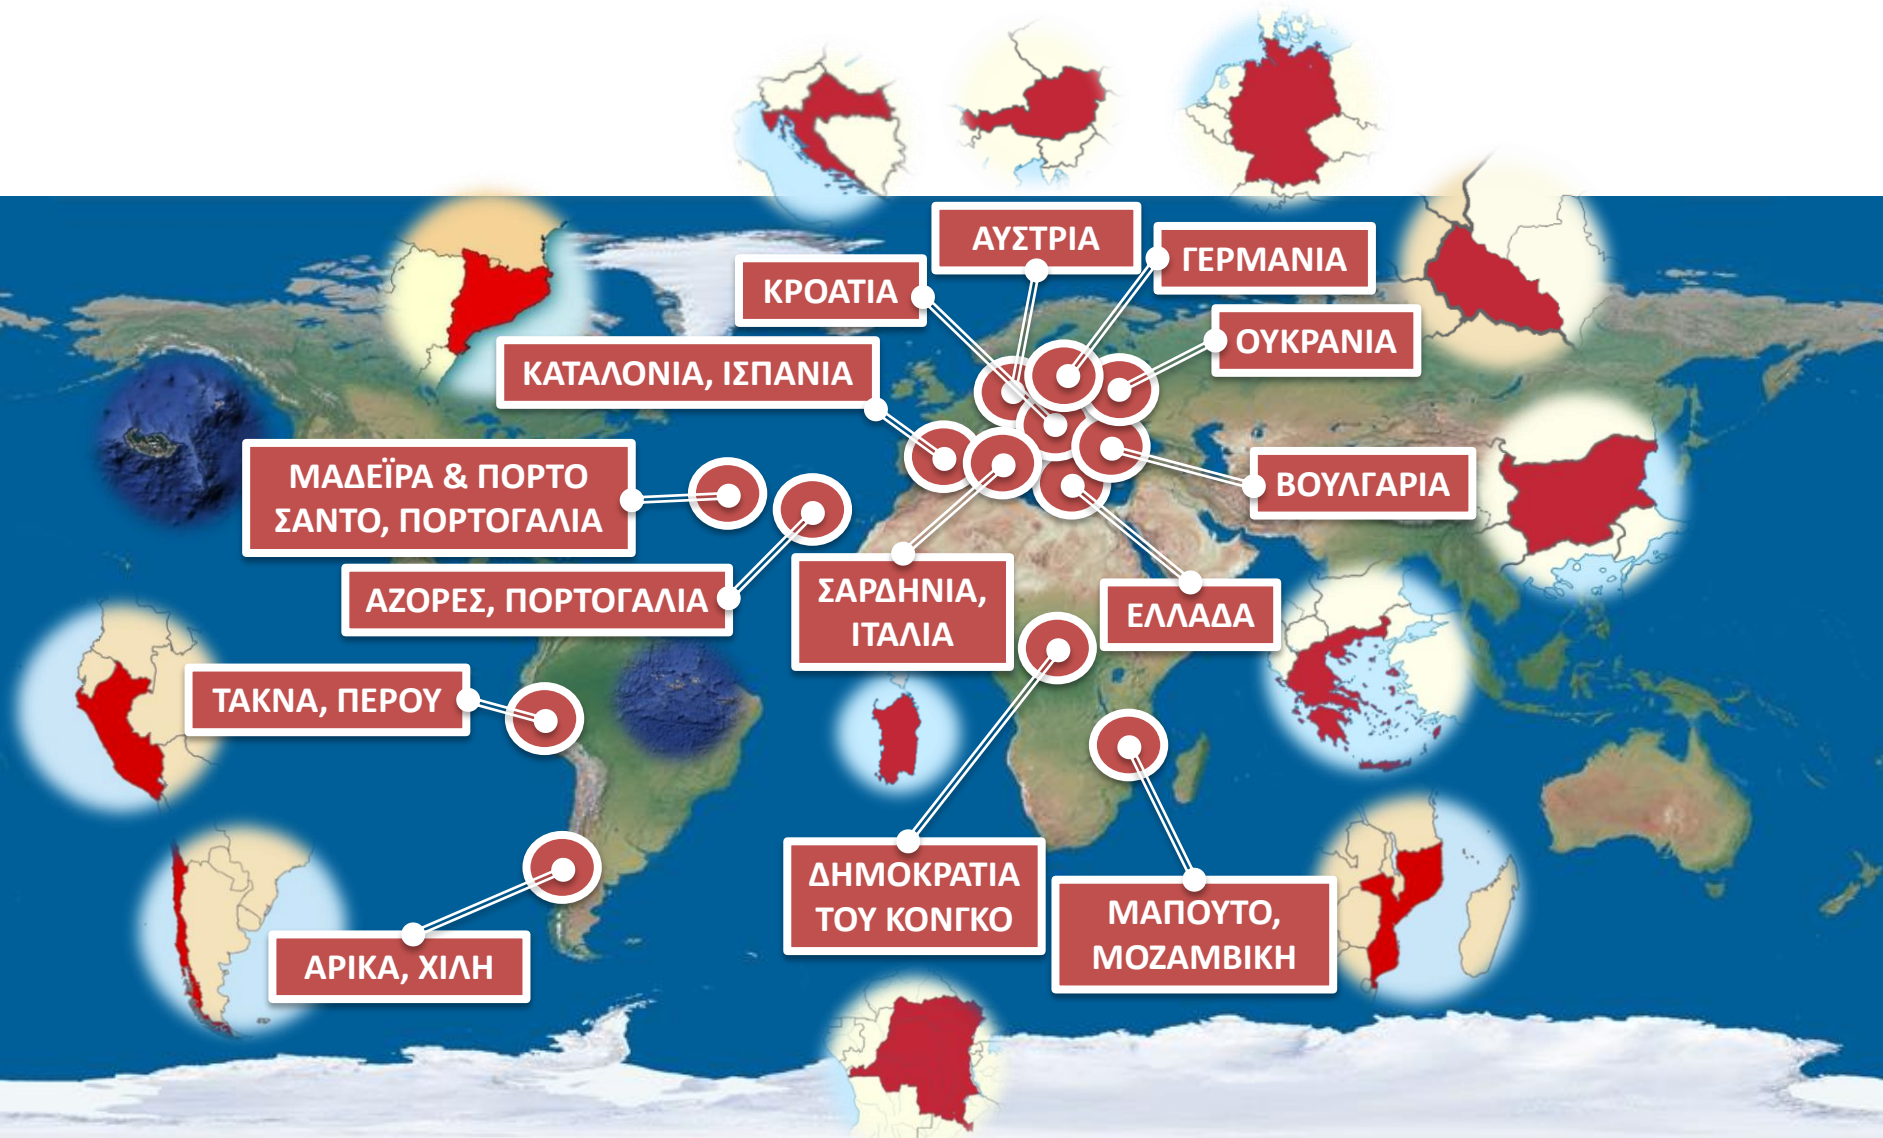 ΑΥΣΤΡΙΑ
ΓΕΡΜΑΝΙΑ
ΚΡΟΑΤΙΑ
ΟΥΚΡΑΝΙΑ
ΚΑΤΑΛΟΝΙΑ, ΙΣΠΑΝΙΑ
ΜΑΔΕΪΡΑ & ΠΟΡΤΟ
ΣΑΝΤΟ, ΠΟΡΤΟΓΑΛΙΑ
ΒΟΥΛΓΑΡΙΑ
ΑΖΟΡΕΣ, ΠΟΡΤΟΓΑΛΙΑ
ΣΑΡΔΗΝΙΑ,
ΙΤΑΛΙΑ
ΕΛΛΑΔΑ
ΤΑΚΝΑ, ΠΕΡΟΥ
ΔΗΜΟΚΡΑΤΙΑ
ΤΟΥ ΚΟΝΓΚΟ
ΜΑΠΟΥΤΟ,
ΜΟΖΑΜΒΙΚΗ
ΑΡΙΚΑ, ΧΙΛΗ